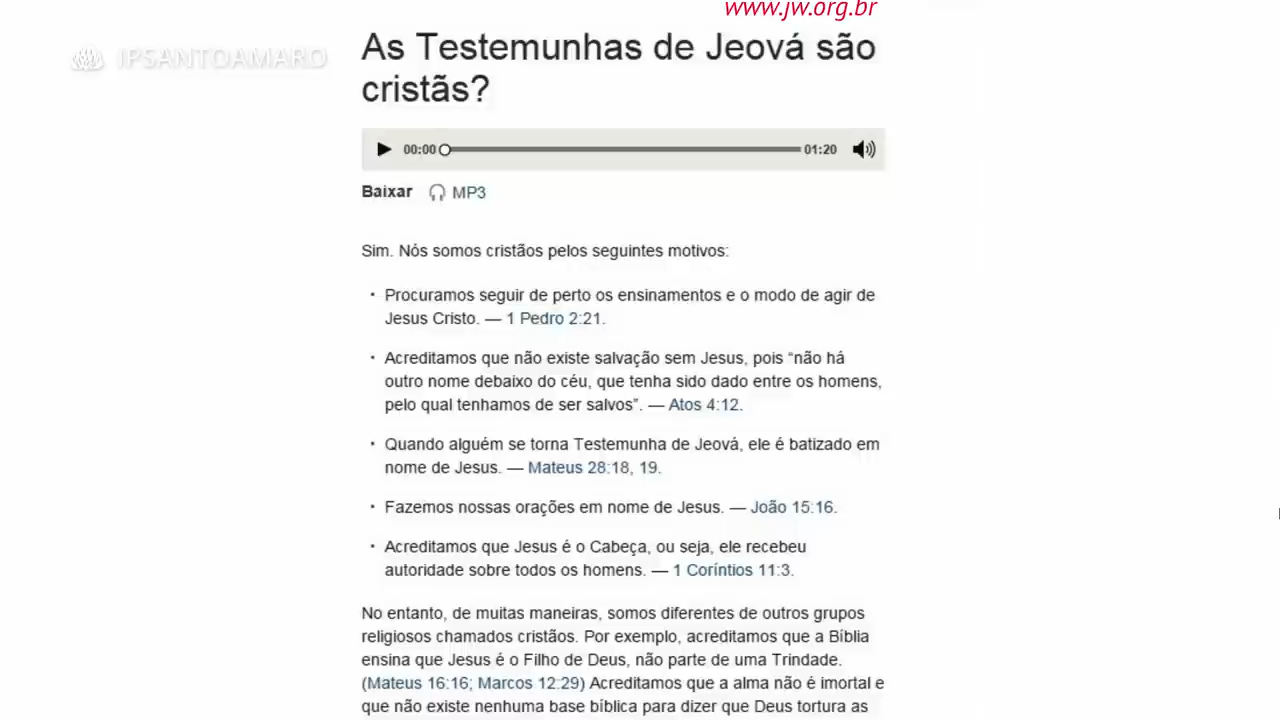 www.jw.org.br
IPSANTOAMARO
As Testemunhas de Jeová são
cristãs?
00:00
01:20
Baixar MP3
Sim. Nós somos cristãos pelos seguintes motivos:
• Procuramos seguir de perto os ensinamentos e o modo de agir de
Jesus Cristo. — 1 Pedro 2:21.
• Acreditamos que não existe salvação sem Jesus, pois “não há
outro nome debaixo do céu, que tenha sido dado entre os homens,
pelo qual tenhamos de ser salvos”. — Atos 4:12.
• Quando alguém se torna Testemunha de Jeová, ele é batizado em
nome de Jesus. — Mateus 28:18, 19.
• Fazemos nossas orações em nome de Jesus. — João 15:16.
• Acreditamos que Jesus é o Cabeça, ou seja, ele recebeu
autoridade sobre todos os homens. — 1 Coríntios 11:3.
No entanto, de muitas maneiras, somos diferentes de outros grupos
religiosos chamados cristãos. Por exemplo, acreditamos que a Bíblia
ensina que Jesus é o Filho de Deus, não parte de uma Trindade.
(Mateus 16:16; Marcos 12:29) Acreditamos que a alma não é imortal e
que não existe nenhuma base bíblica para dizer que Deus tortura as